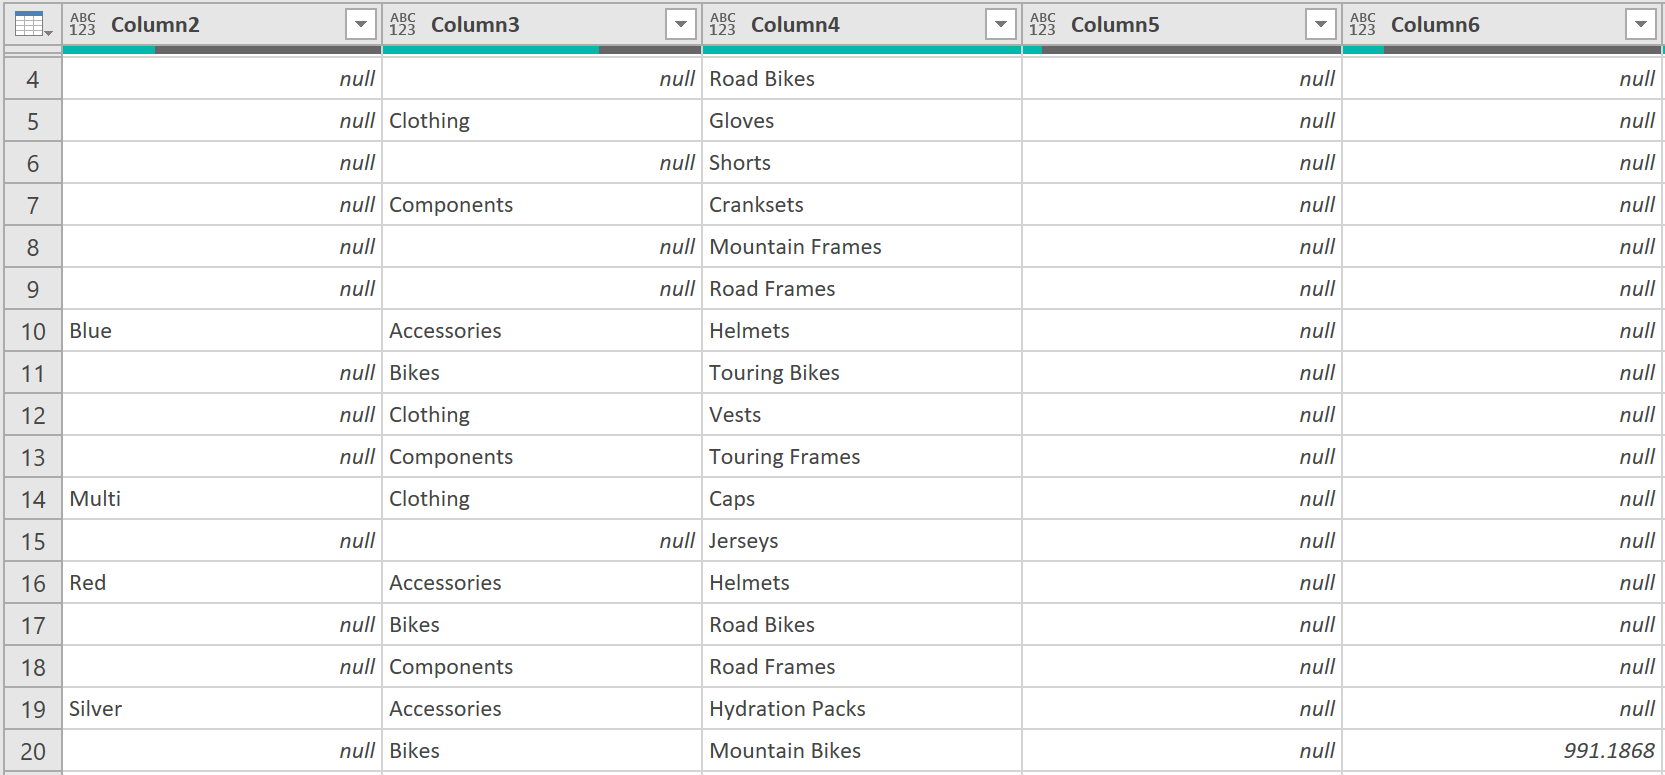 ABC 123 Column2 ABC 123 Column3 ABC 123 Column4 ABC 123 Column5 ABC 123 Column6
4 null null Road Bikes null null
5 null Clothing Gloves null null
6 null null Shorts null null
7 null Components Cranksets null null
8 null null Mountain Frames null null
9 null null Road Frames null null
10 Blue Accessories Helmets null null
11 null Bikes Touring Bikes null null
12 null Clothing Vests null null
13 null Components Touring Frames null null
14 Multi Clothing Caps null null
15 null null Jerseys null null
16 Red Accessories Helmets null null
17 null Bikes Road Bikes null null
18 null Components Road Frames null null
19 Silver Accessories Hydration Packs null null
20 null Bikes Mountain Bikes null 991.1868